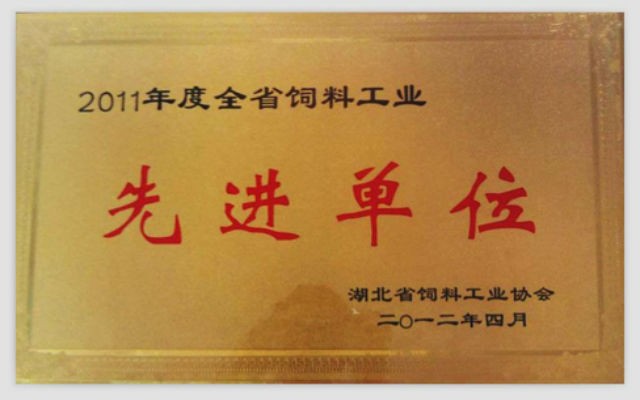 2011年度全省饲料工业
先进单位
湖北省饲料工业协会
二〇一二年四月